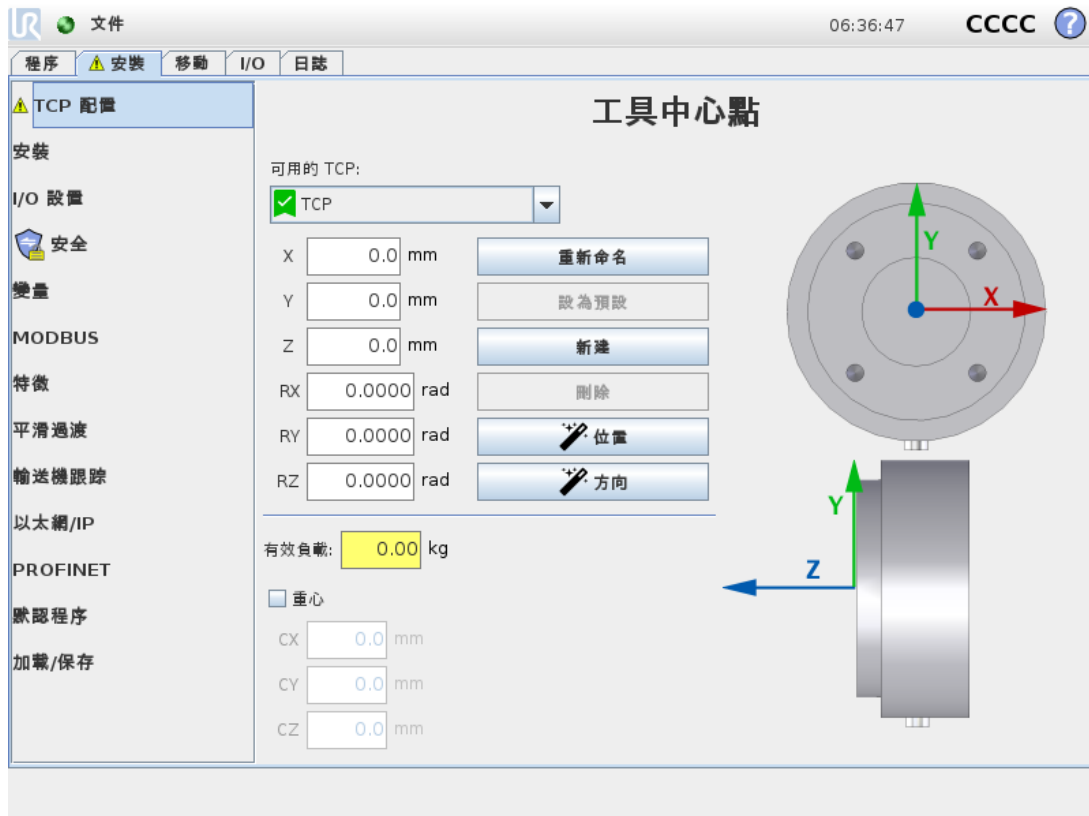 UR 文件 06:36:47 CCCC ?
程序 安裝 移動 I/O 日誌
TCP 配置
安裝
I/O 設置
安全
變量
MODBUS
特徵
平滑過渡
輸送機跟踪
以太網/IP
PROFINET
默認程序
加載/保存
工具中心點
可用的 TCP:
TCP
X 0.0 mm 重新命名
Y 0.0 mm 設為預設
Z 0.0 mm 新建
RX 0.0000 rad 刪除
RY 0.0000 rad 位置
RZ 0.0000 rad 方向
有效負載: 0.00 kg
重心
CX 0.0 mm
CY 0.0 mm
CZ 0.0 mm
Y
X
Y
Z